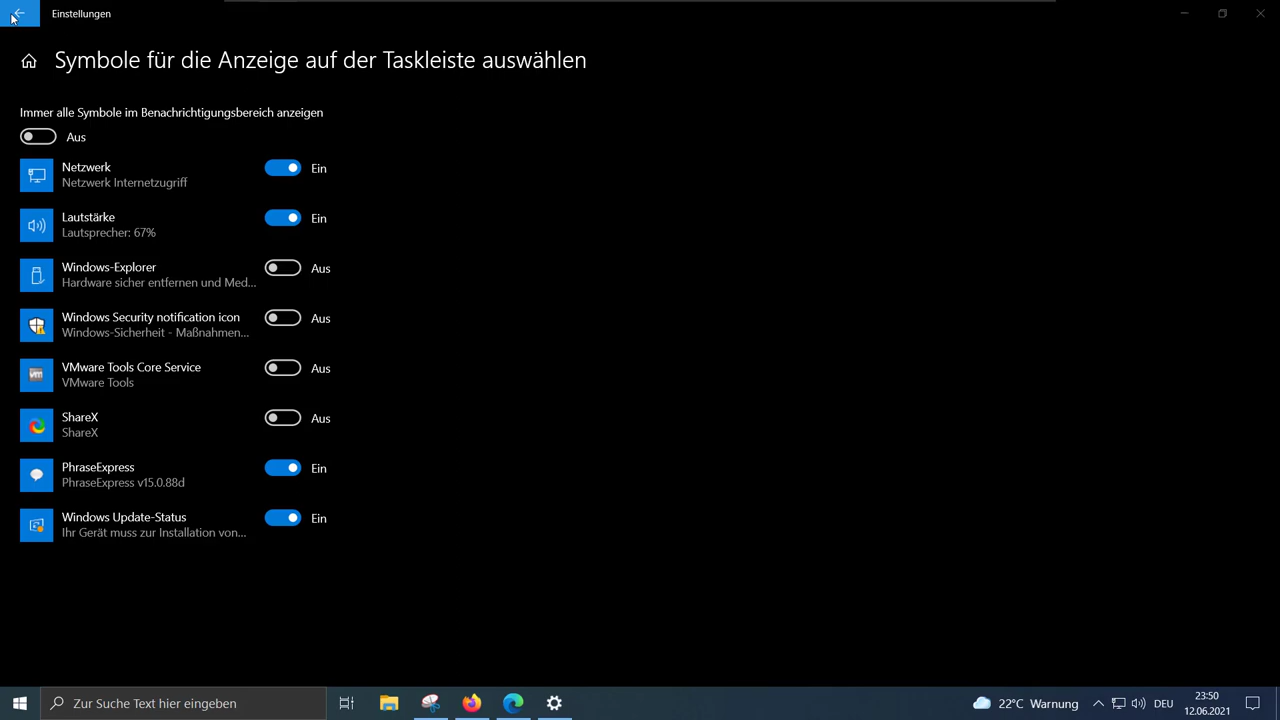 Einstellungen
Symbole für die Anzeige auf der Taskleiste auswählen
Immer alle Symbole im Benachrichtigungsbereich anzeigen
Aus
Netzwerk
Netzwerk Internetzugriff
Ein
Lautstärke
Lautsprecher: 67%
Ein
Windows-Explorer
Hardware sicher entfernen und Med...
Aus
Windows Security notification icon
Windows-Sicherheit - Maßnahmen...
Aus
VMware Tools Core Service
VMware Tools
Aus
ShareX
ShareX
Aus
PhraseExpress
PhraseExpress v15.0.88d
Ein
Windows Update-Status
Ihr Gerät muss zur Installation von...
Ein
Zur Suche Text hier eingeben
22°C Warnung
DEU
23:50
12.06.2021